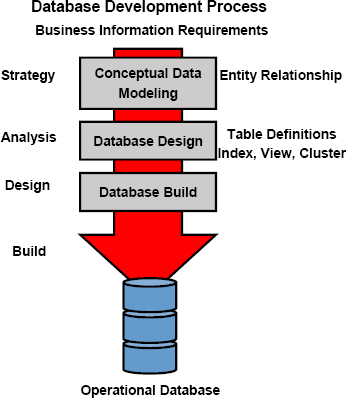 Database Development Process
Business Information Requirements
Strategy
Conceptual Data
Modeling
Entity Relationship
Analysis
Database Design
Table Definitions
Index, View, Cluster
Design
Database Build
Build
Operational Database